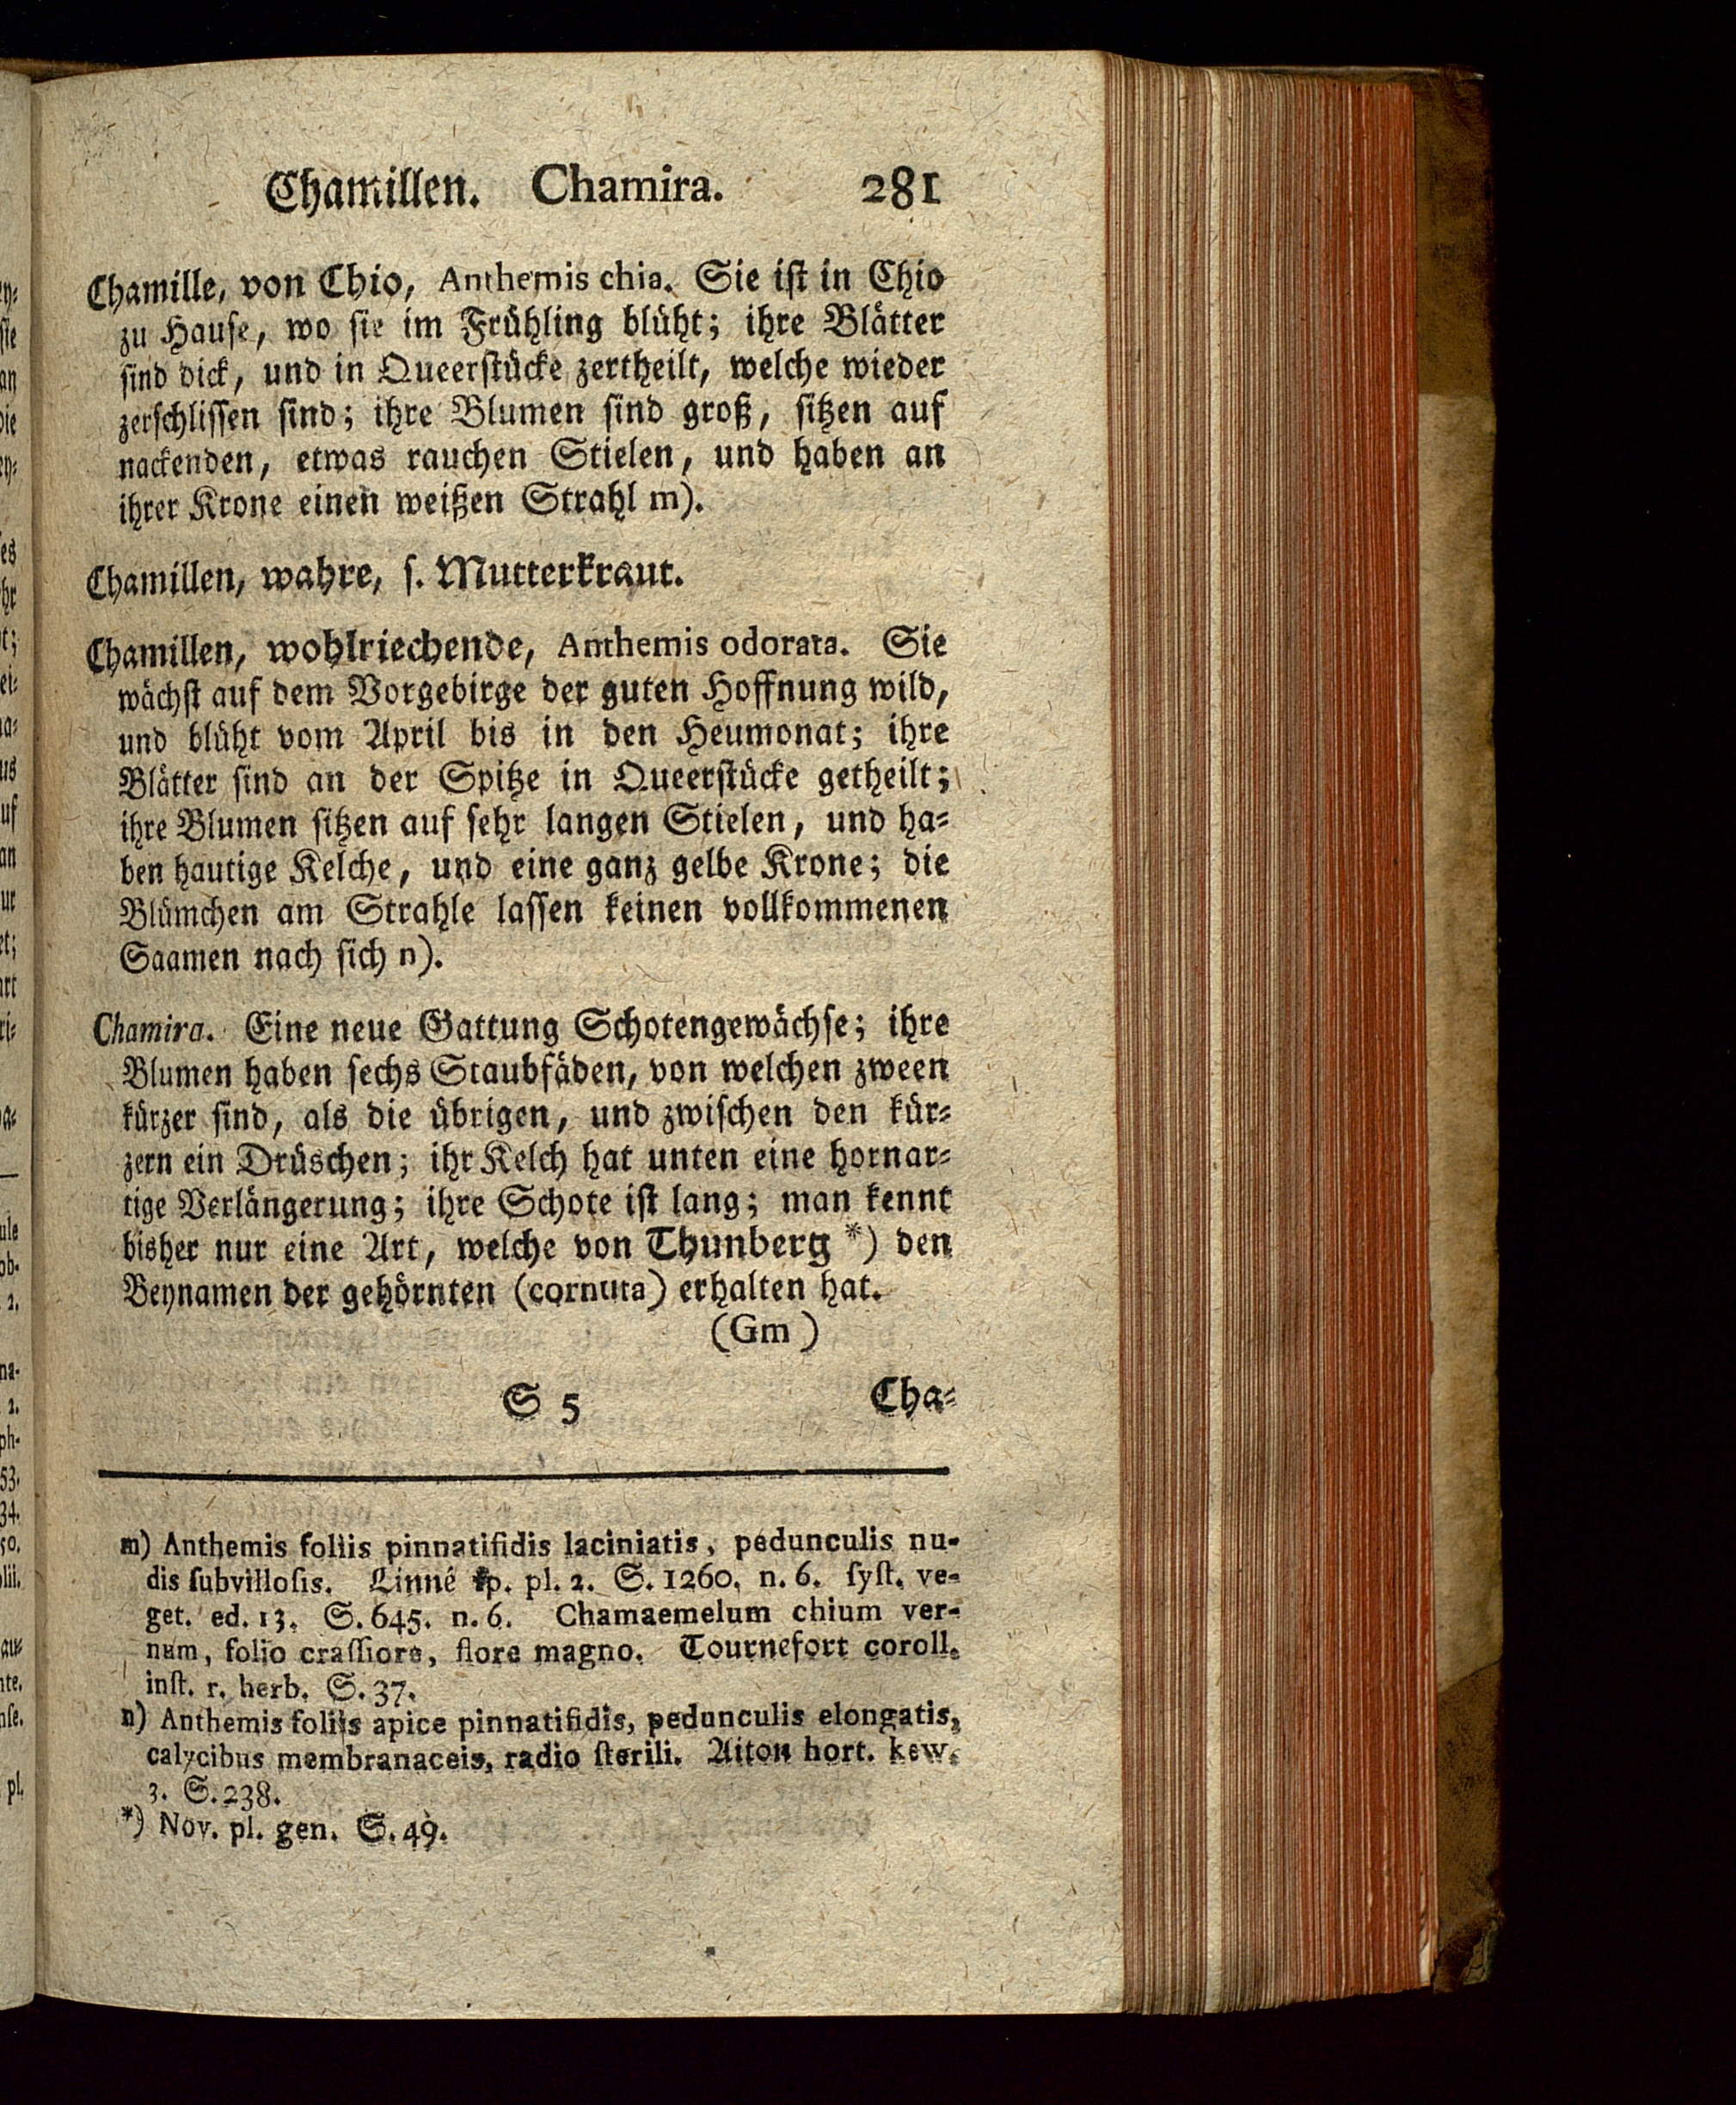 Chamillen. Chamira. 281
Chamille, von Chio, Anthemis chia. Sie ist in Chio
zu Hause, wo sie im Frühling blüht; ihre Blätter
sind dick, und in Queerstücke zertheilt, welche wieder
zerschlissen sind; ihre Blumen sind groß, sitzen auf
nackenden, etwas rauchen Stielen, und haben an
ihrer Krone einen weißen Strahl m).
Chamillen, wahre, s. Mutterkraut.
Chamillen, wohlriechende, Anthemis odorata. Sie
wächst auf dem Vorgebirge der guten Hoffnung wild,
und blüht vom April bis in den Heumonat; ihre
Blätter sind an der Spitze in Queerstücke getheilt;
ihre Blumen sitzen auf sehr langen Stielen, und ha-
ben hautige Kelche, und eine ganz gelbe Krone; die
Blümchen am Strahle lassen keinen vollkommenen
Saamen nach sich n).
Chamira. Eine neue Gattung Schotengewächse; ihre
Blumen haben sechs Staubfäden, von welchen zween
kürzer sind, als die übrigen, und zwischen den kür-
zern ein Drüschen; ihr Kelch hat unten eine hornar-
tige Verlängerung; ihre Schote ist lang; man kennt
bisher nur eine Art, welche von Thunberg *) den
Beynamen der gehörnten (cornuta) erhalten hat.
(Gm)
S 5 Cha-
m) Anthemis foliis pinnatifidis laciniatis, pedunculis nu-
dis subvillosis. Linné sp. pl. 2. S. 1260. n. 6. syst. ve-
get. ed. 13. S. 645. n. 6. Chamaemelum chium ver-
num, folio crassiore, flore magno. Tournefort coroll.
inst. r. herb. S. 37.
n) Anthemis foliis apice pinnatifidis, pedunculis elongatis,
calycibus membranaceis, radio sterili. Aiton hort. kew.
3. S. 238.
*) Nov. pl. gen. S. 49.